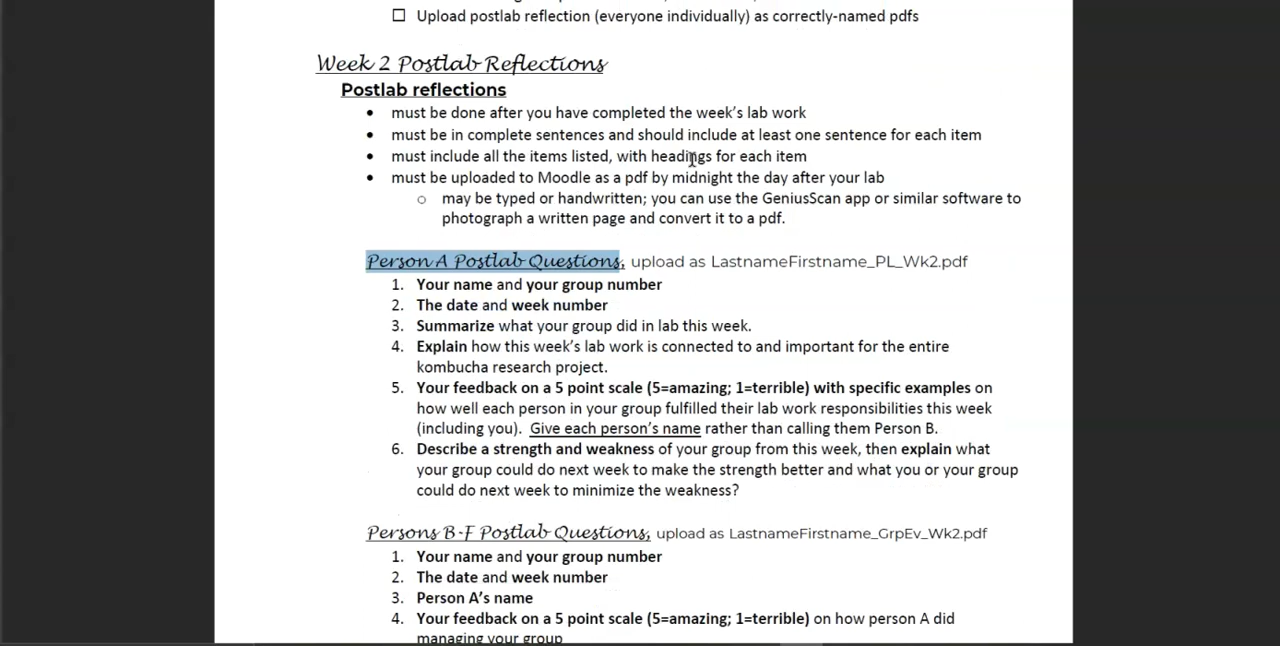 ☐ Upload postlab reflection (everyone individually) as correctly-named pdfs
Week 2 Postlab Reflections
Postlab reflections
• must be done after you have completed the week's lab work
• must be in complete sentences and should include at least one sentence for each item
• must include all the items listed, with headings for each item
• must be uploaded to Moodle as a pdf by midnight the day after your lab
o may be typed or handwritten; you can use the GeniusScan app or similar software to
photograph a written page and convert it to a pdf.
Person A Postlab Questions, upload as LastnameFirstname_PL_Wk2.pdf
1. Your name and your group number
2. The date and week number
3. Summarize what your group did in lab this week.
4. Explain how this week's lab work is connected to and important for the entire
kombucha research project.
5. Your feedback on a 5 point scale (5=amazing; 1=terrible) with specific examples on
how well each person in your group fulfilled their lab work responsibilities this week
(including you). Give each person's name rather than calling them Person B.
6. Describe a strength and weakness of your group from this week, then explain what
your group could do next week to make the strength better and what you or your group
could do next week to minimize the weakness?
Persons B-F Postlab Questions, upload as LastnameFirstname_GrpEv_Wk2.pdf
1. Your name and your group number
2. The date and week number
3. Person A's name
4. Your feedback on a 5 point scale (5=amazing; 1=terrible) on how person A did
managing your group